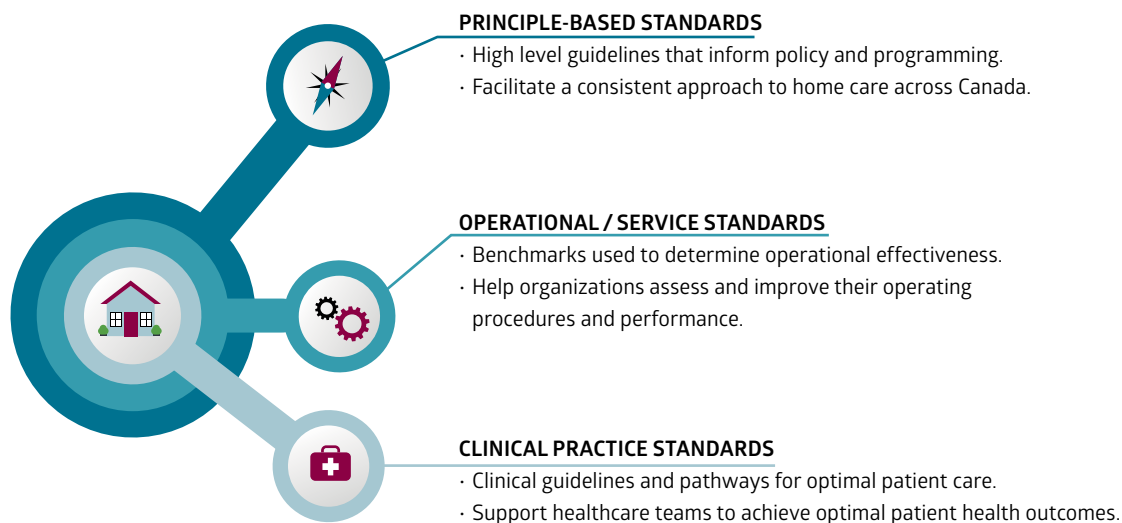 PRINCIPLE-BASED STANDARDS
· High level guidelines that inform policy and programming.
· Facilitate a consistent approach to home care across Canada.
OPERATIONAL / SERVICE STANDARDS
· Benchmarks used to determine operational effectiveness.
· Help organizations assess and improve their operating
procedures and performance.
CLINICAL PRACTICE STANDARDS
· Clinical guidelines and pathways for optimal patient care.
· Support healthcare teams to achieve optimal patient health outcomes.